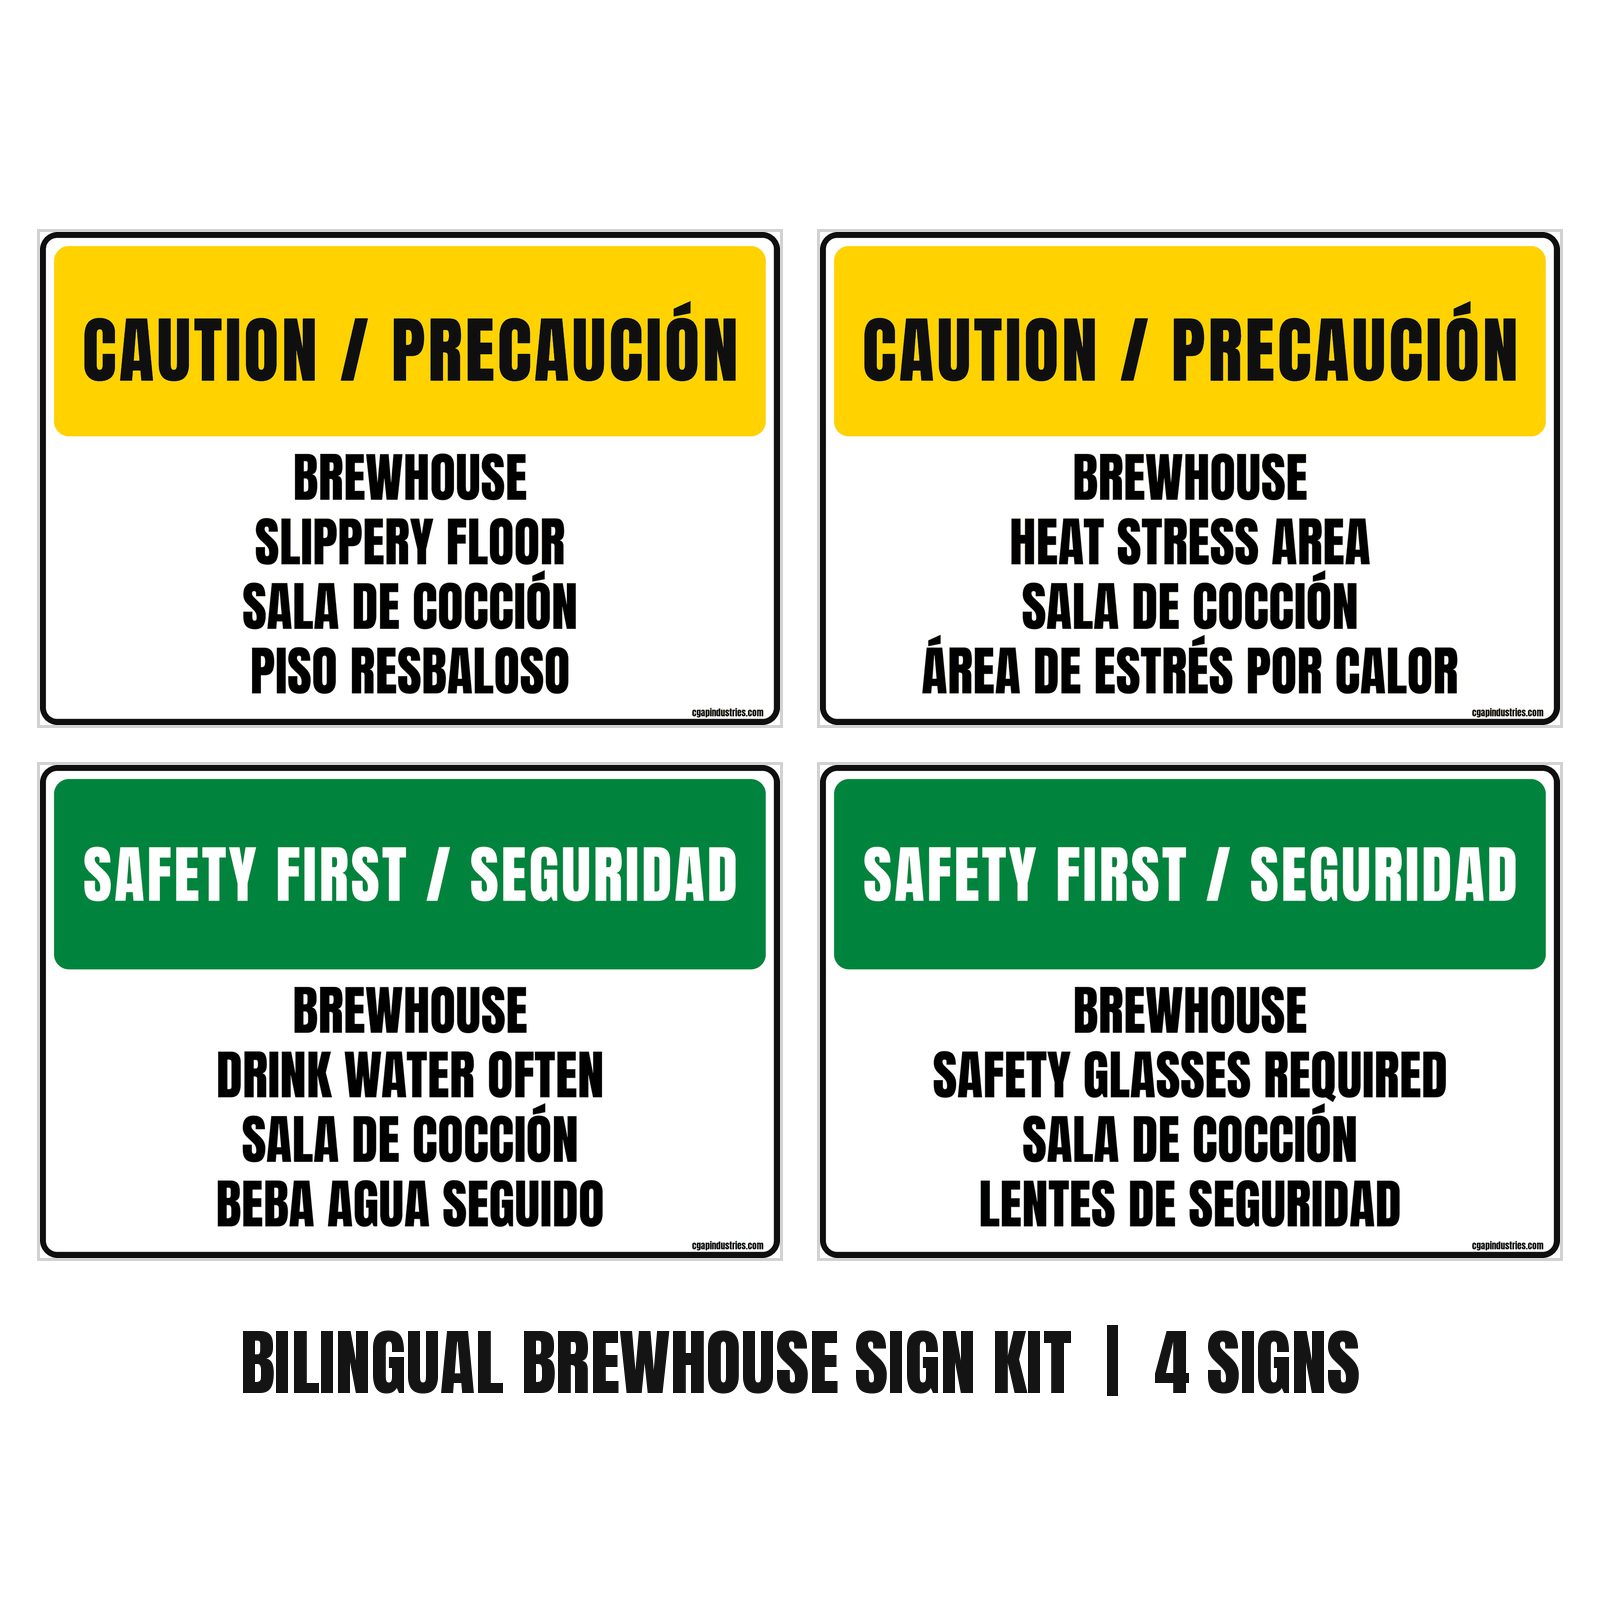 CAUTION / PRECAUCIÓN
BREWHOUSE
SLIPPERY FLOOR
SALA DE COCCIÓN
PISO RESBALOSO
cgapindustries.com
CAUTION / PRECAUCIÓN
BREWHOUSE
HEAT STRESS AREA
SALA DE COCCIÓN
ÁREA DE ESTRÉS POR CALOR
cgapindustries.com
SAFETY FIRST / SEGURIDAD
BREWHOUSE
DRINK WATER OFTEN
SALA DE COCCIÓN
BEBA AGUA SEGUIDO
cgapindustries.com
SAFETY FIRST / SEGURIDAD
BREWHOUSE
SAFETY GLASSES REQUIRED
SALA DE COCCIÓN
LENTES DE SEGURIDAD
cgapindustries.com
BILINGUAL BREWHOUSE SIGN KIT | 4 SIGNS